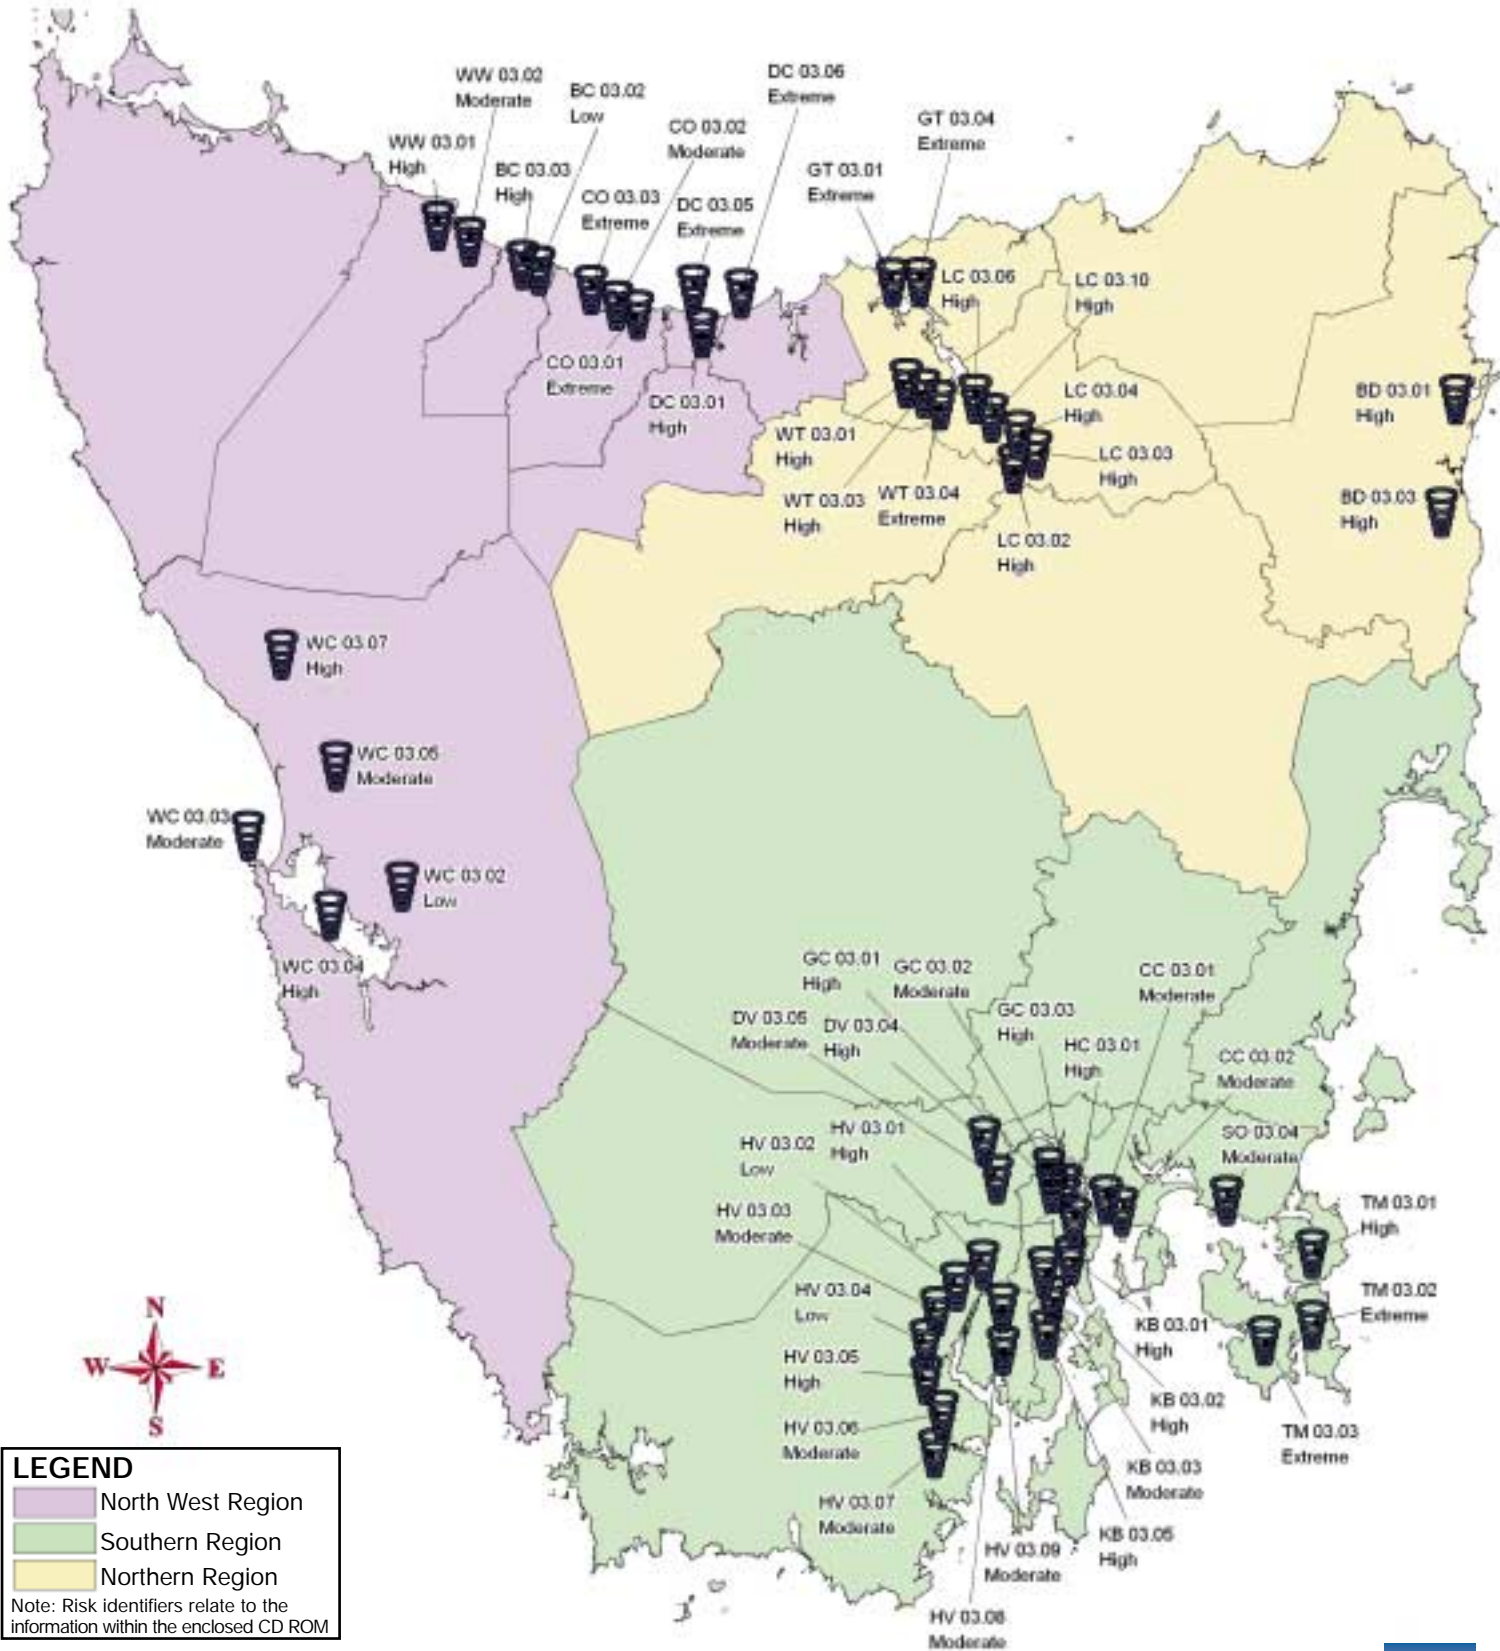 WW 03.02
Moderate
BC 03.02
Low
DC 03.06
Extreme
CO 03.02
Moderate
GT 03.04
Extreme
WW 03.01
High
BC 03.03
High
CO 03.03
Extreme
DC 03.05
Extreme
GT 03.01
Extreme
LC 03.06
High
LC 03.10
High
CO 03.01
Extreme
DC 03.01
High
LC 03.04
High
BD 03.01
High
WT 03.01
High
LC 03.03
High
WT 03.03
High
WT 03.04
Extreme
BD 03.03
High
LC 03.02
High
WC 03.07
High
WC 03.05
Moderate
WC 03.03
Moderate
WC 03.02
Low
WC 03.04
High
GC 03.01
High
GC 03.02
Moderate
CC 03.01
Moderate
DV 03.05
Moderate
DV 03.04
High
GC 03.03
High
HC 03.01
High
CC 03.02
Moderate
HV 03.02
Low
HV 03.01
High
SO 03.04
Moderate
HV 03.03
Moderate
TM 03.01
High
HV 03.04
Low
TM 03.02
Extreme
KB 03.01
High
HV 03.05
High
KB 03.02
High
HV 03.06
Moderate
TM 03.03
Extreme
KB 03.03
Moderate
HV 03.07
Moderate
KB 03.05
High
HV 03.09
Moderate
HV 03.08
Moderate
N
W
E
S
LEGEND
North West Region
Southern Region
Northern Region
Note: Risk identifiers relate to the
information within the enclosed CD ROM